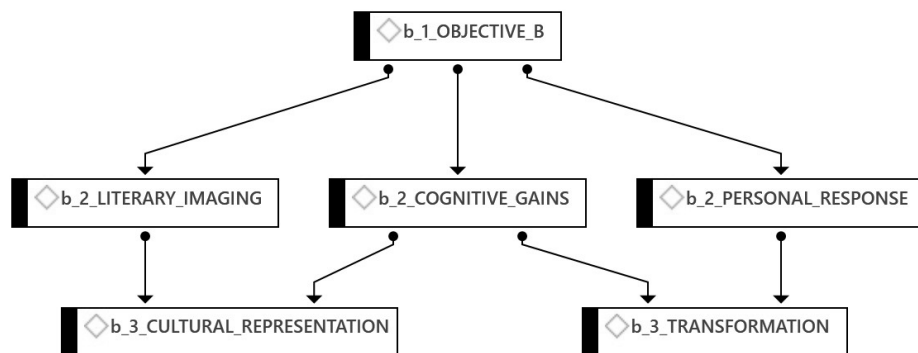 b_1_OBJECTIVE_B
b_2_LITERARY_IMAGING
b_2_COGNITIVE_GAINS
b_2_PERSONAL_RESPONSE
b_3_CULTURAL_REPRESENTATION
b_3_TRANSFORMATION